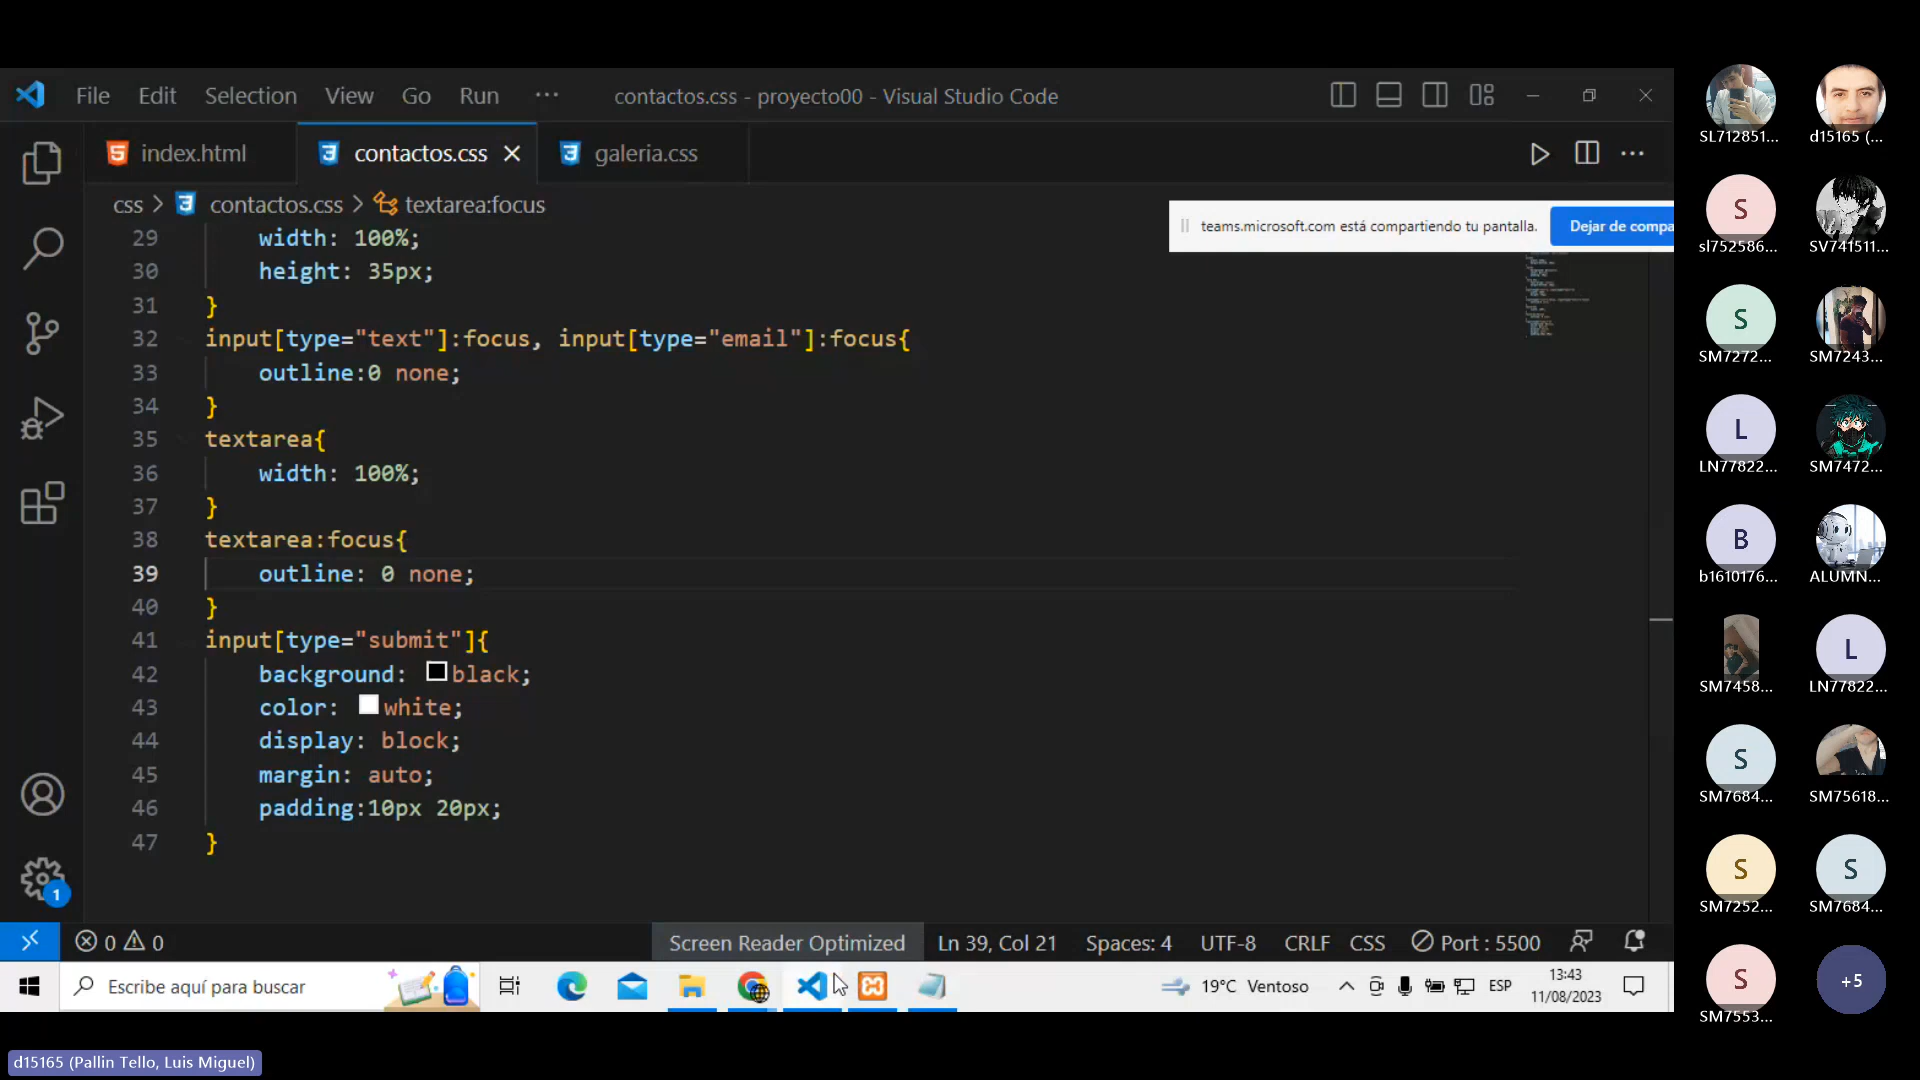 File Edit Selection View Go Run ··· contactos.css - proyecto00 - Visual Studio Code
index.html contactos.css galeria.css
css > contactos.css > textarea:focus
teams.microsoft.com está compartiendo tu pantalla. Dejar de compa
29 width: 100%;
30 height: 35px;
31 }
32 input[type="text"]:focus, input[type="email"]:focus{
33 outline:0 none;
34 }
35 textarea{
36 width: 100%;
37 }
38 textarea:focus{
39 outline: 0 none;
40 }
41 input[type="submit"]{
42 background: black;
43 color: white;
44 display: block;
45 margin: auto;
46 padding:10px 20px;
47 }
1
0 0 Screen Reader Optimized Ln 39, Col 21 Spaces: 4 UTF-8 CRLF CSS Port : 5500
Escribe aquí para buscar 19°C Ventoso ESP 13:43
11/08/2023
SL712851... d15165 (...
S
sl752586... SV741511...
S
SM7272... SM7243...
L
LN77822... SM7472...
B
b1610176... ALUMN...
L
SM7458... LN77822...
S
SM7684... SM75618...
S S
SM7252... SM7684...
S +5
SM7553...
d15165 (Pallin Tello, Luis Miguel)